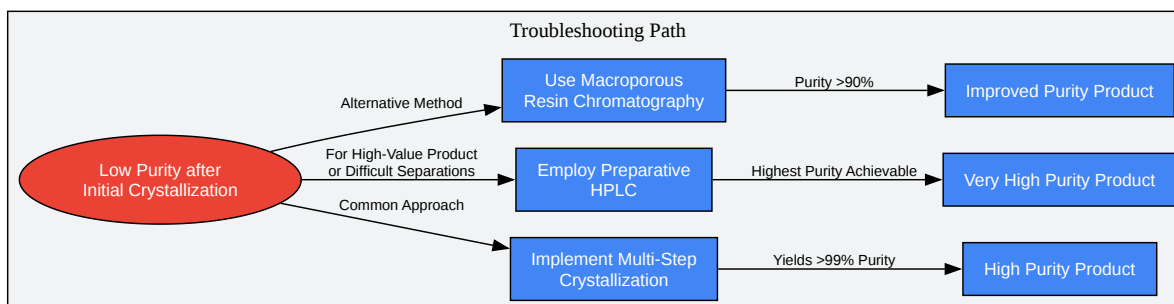 Troubleshooting Path
Use Macroporous
Resin Chromatography
Purity >90%
Improved Purity Product
Alternative Method
Low Purity after
Initial Crystallization
For High-Value Product
or Difficult Separations
Employ Preparative
HPLC
Highest Purity Achievable
Very High Purity Product
Common Approach
Implement Multi-Step
Crystallization
Yields >99% Purity
High Purity Product